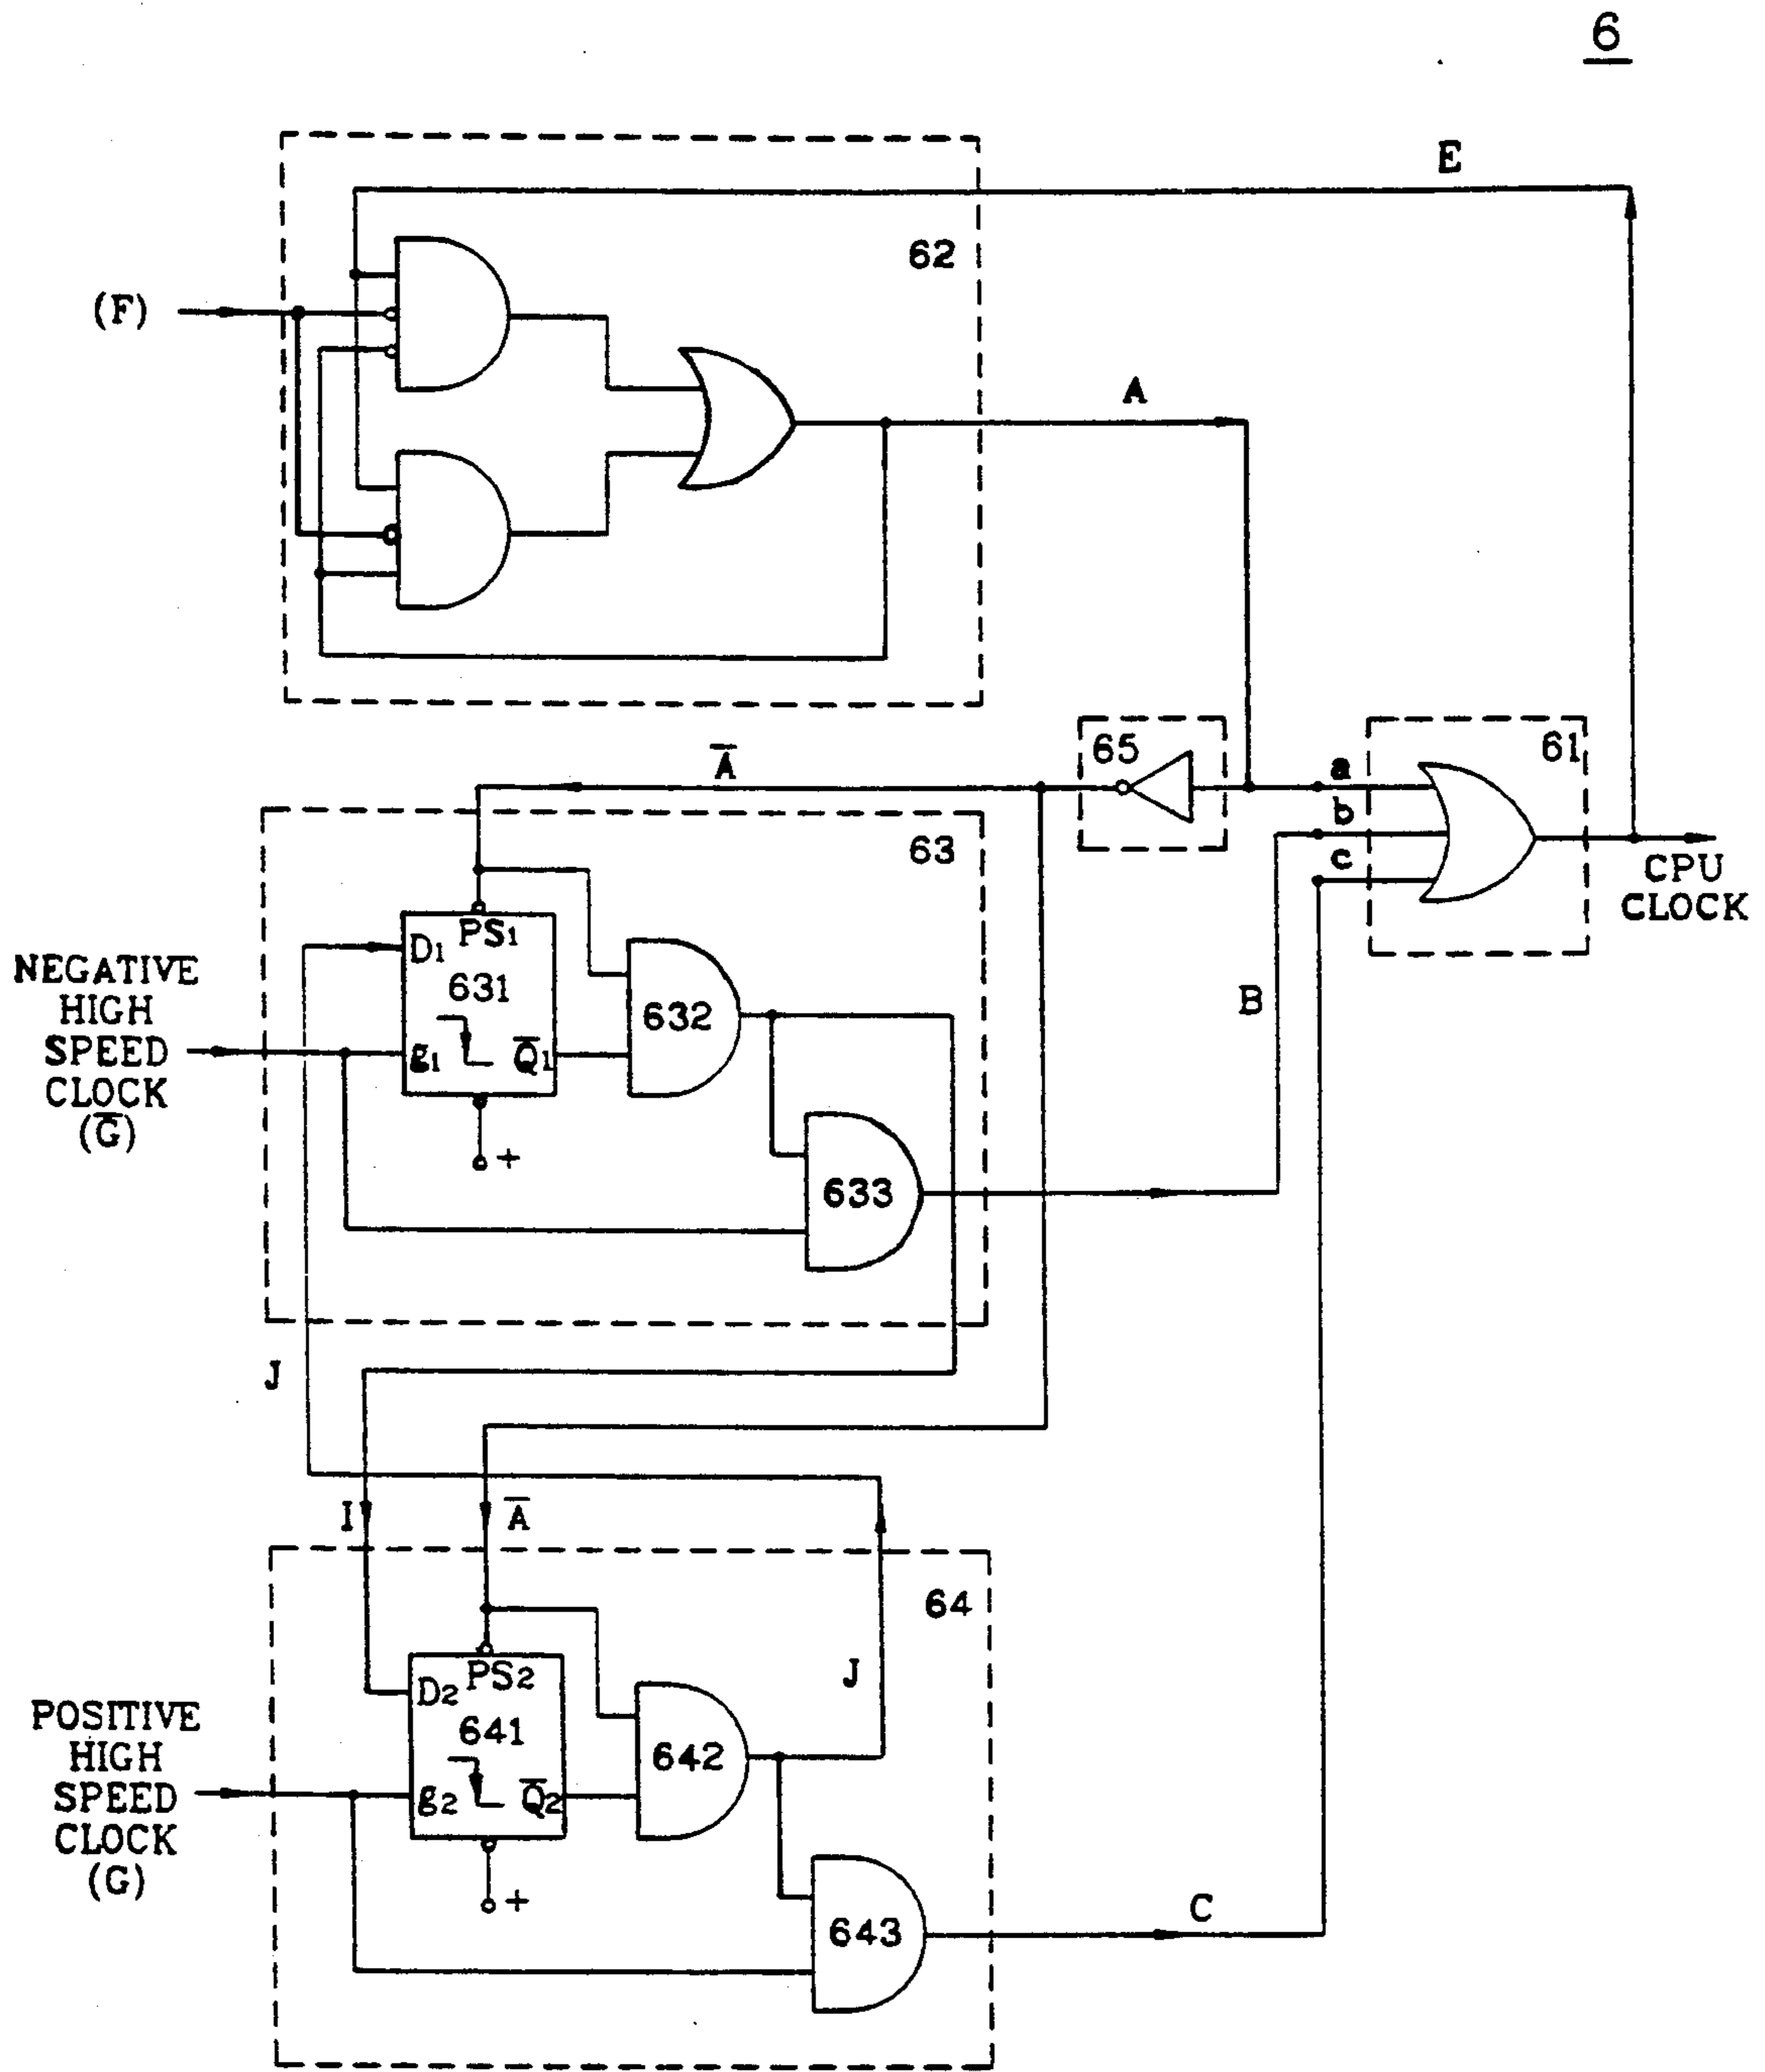 6
E
62
(F)
A
65
61
a
b
c
A̅
CPU
CLOCK
63
PS1
D1
631
g1
Q̅1
632
NEGATIVE
HIGH
SPEED
CLOCK
(G̅)
B
+
633
J
I
A̅
64
PS2
D2
641
g2
Q̅2
642
J
POSITIVE
HIGH
SPEED
CLOCK
(G)
+
643
C